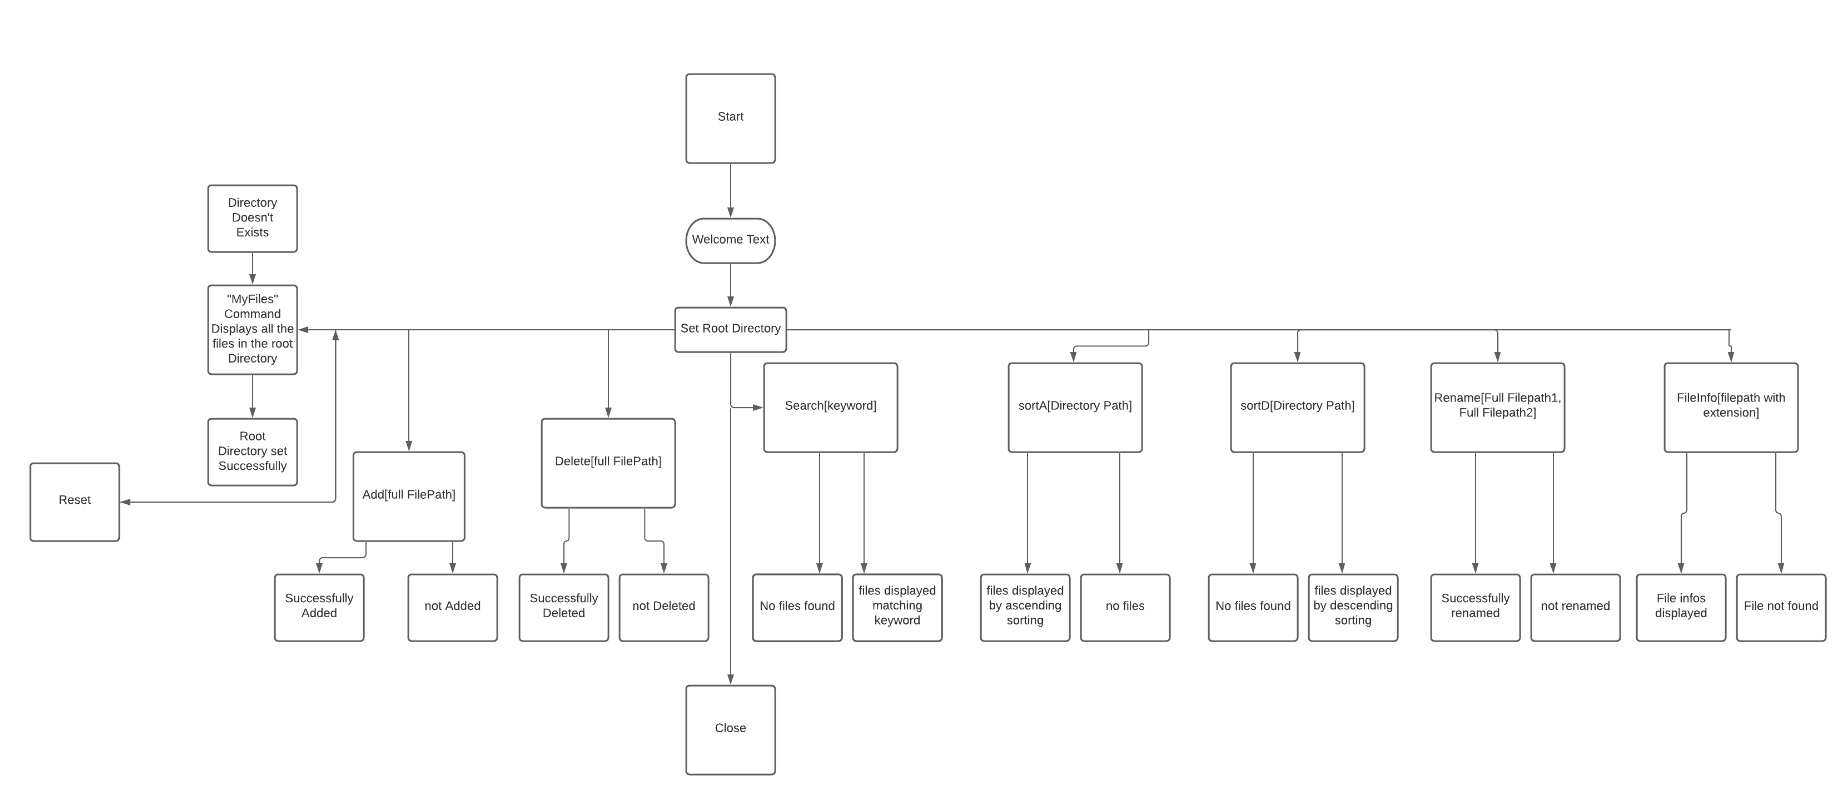 Start
Directory
Doesn't
Exists
Welcome Text
"MyFiles"
Command
Displays all the
files in the root
Directory
Set Root Directory
Search[keyword]
sortA[Directory Path]
sortD[Directory Path]
Rename[Full Filepath1,
Full Filepath2]
FileInfo[filepath with
extension]
Root
Directory set
Successfully
Delete[full FilePath]
Reset
Add[full FilePath]
Successfully
Added
not Added
Successfully
Deleted
not Deleted
No files found
files displayed
matching
keyword
files displayed
by ascending
sorting
no files
No files found
files displayed
by descending
sorting
Successfully
renamed
not renamed
File infos
displayed
File not found
Close